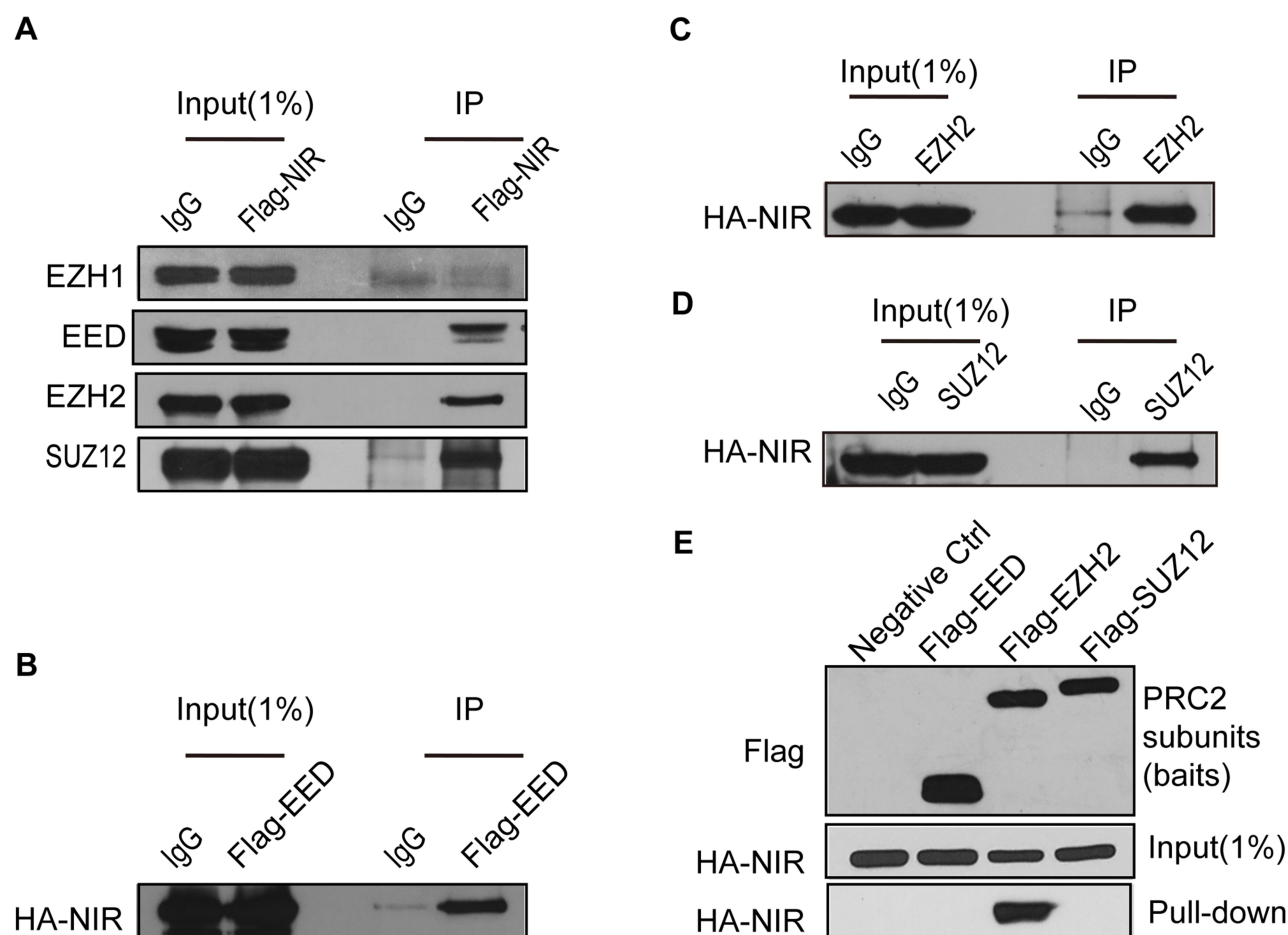 A
Input(1%)
IP
IgG
Flag-NIR
IgG
Flag-NIR
EZH1
EED
EZH2
SUZ12
B
Input(1%)
IP
IgG
Flag-EED
IgG
Flag-EED
HA-NIR
C
Input(1%)
IP
IgG
EZH2
IgG
EZH2
HA-NIR
D
Input(1%)
IP
IgG
SUZ12
IgG
SUZ12
HA-NIR
E
Negative Ctrl
Flag-EED
Flag-EZH2
Flag-SUZ12
Flag
PRC2
subunits
(baits)
HA-NIR
Input(1%)
HA-NIR
Pull-down